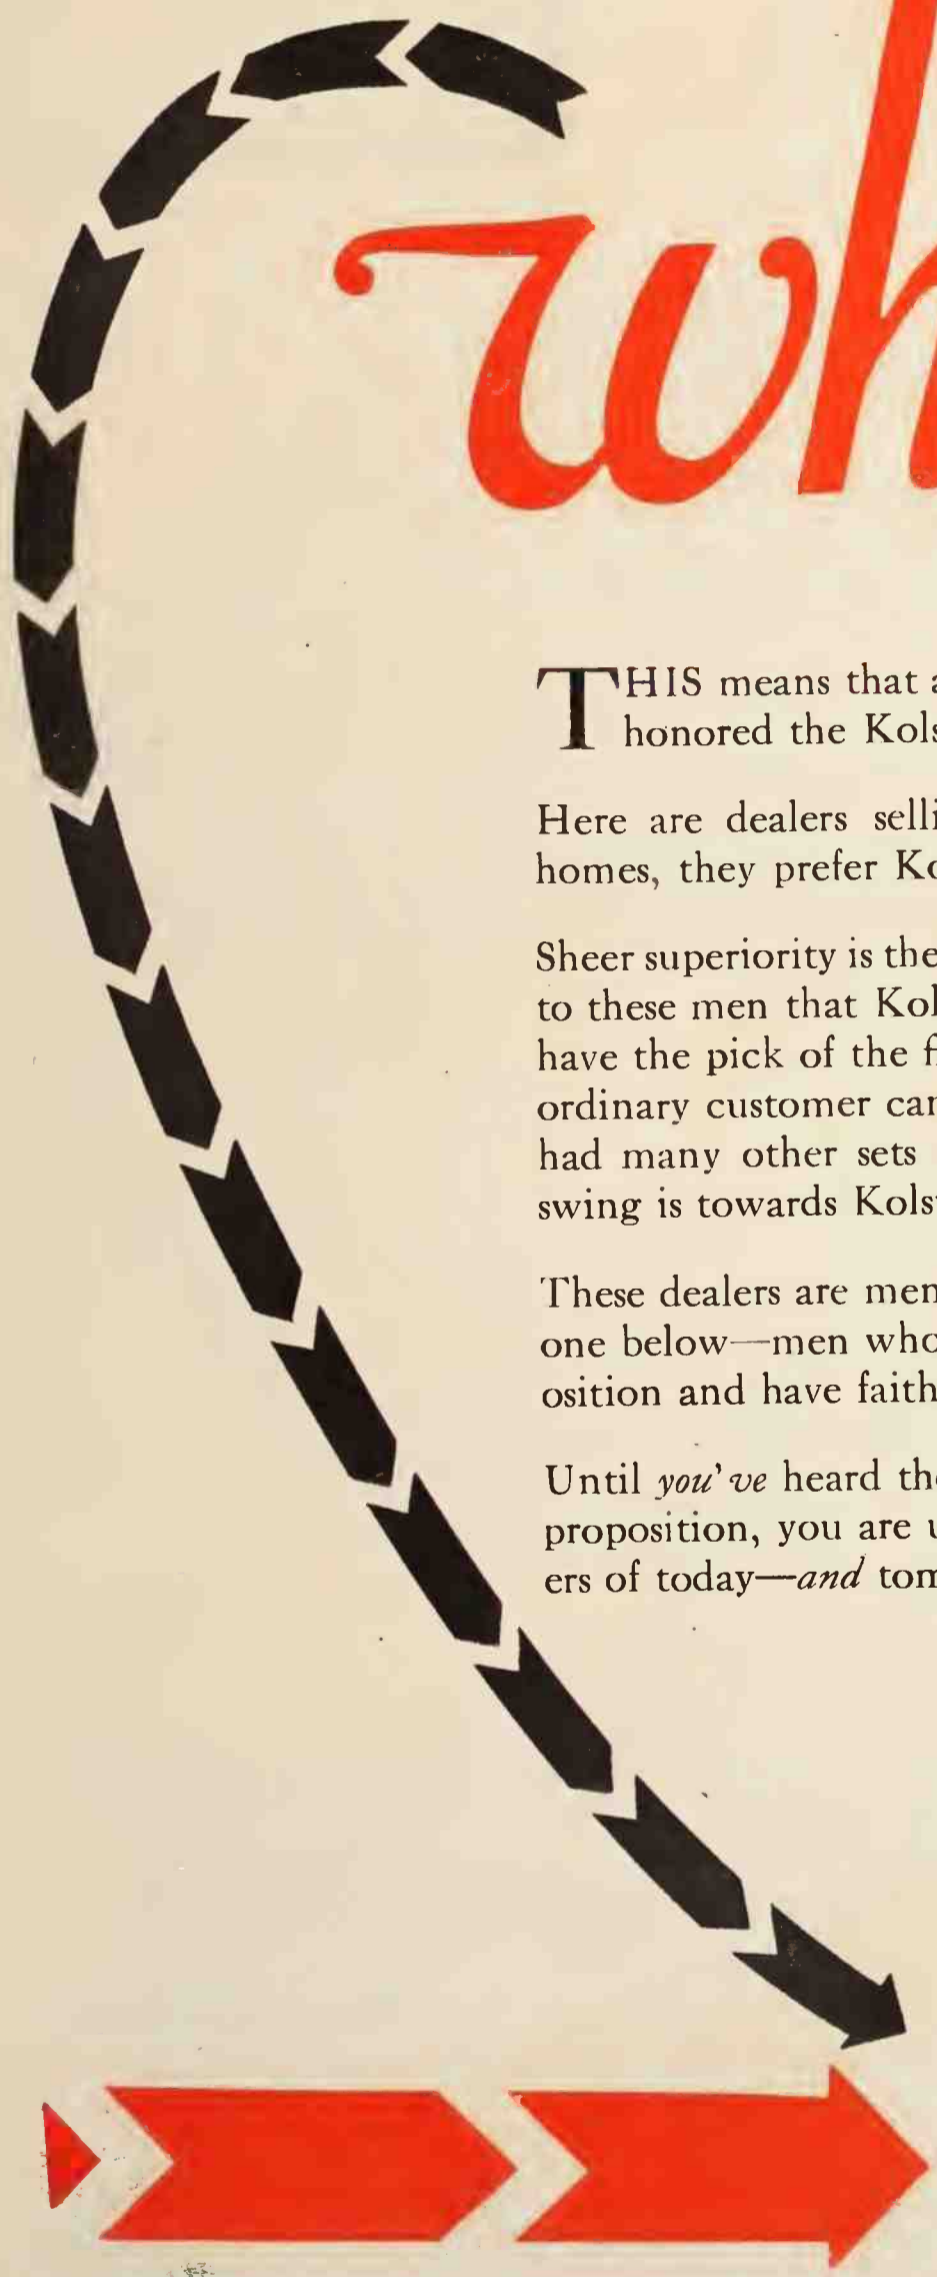 wh
THIS means that a
honored the Kols
Here are dealers selli
homes, they prefer Ko
Sheer superiority is the
to these men that Kol
have the pick of the fi
ordinary customer can
had many other sets
swing is towards Kols
These dealers are men
one below—men who
osition and have faith
Until you've heard the
proposition, you are u
ers of today—and tom